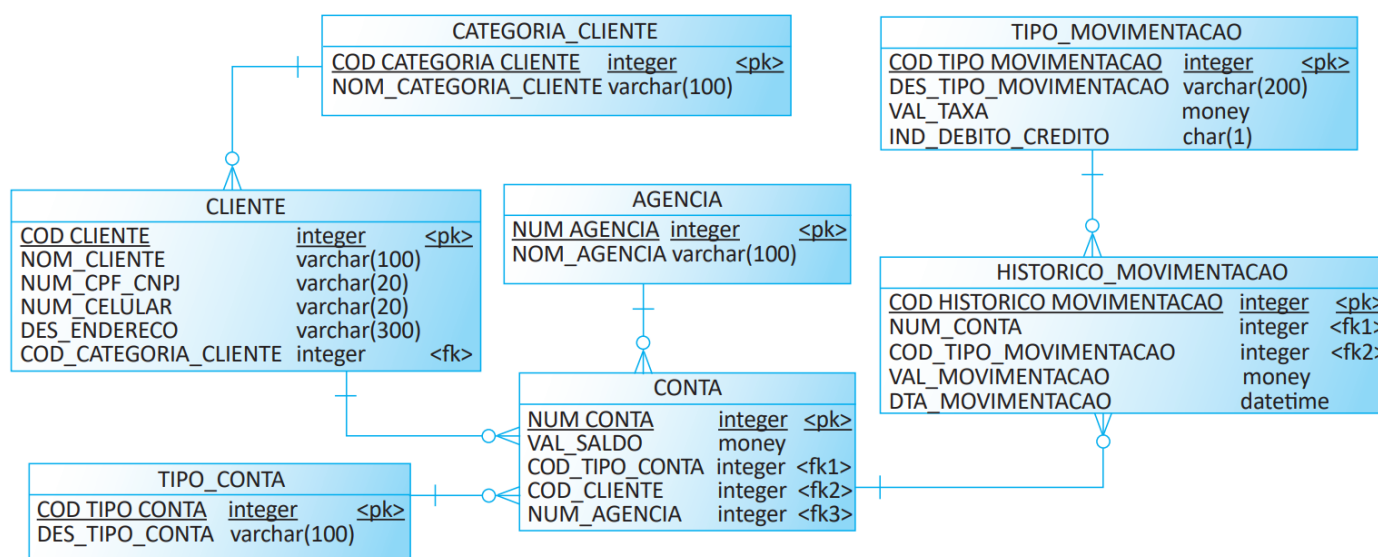 CATEGORIA_CLIENTE
COD CATEGORIA CLIENTE integer <pk>
NOM_CATEGORIA_CLIENTE varchar(100)
TIPO_MOVIMENTACAO
COD TIPO MOVIMENTACAO integer <pk>
DES_TIPO_MOVIMENTACAO varchar(200)
VAL_TAXA money
IND_DEBITO_CREDITO char(1)
CLIENTE
COD CLIENTE integer <pk>
NOM_CLIENTE varchar(100)
NUM_CPF_CNPJ varchar(20)
NUM_CELULAR varchar(20)
DES_ENDERECO varchar(300)
COD_CATEGORIA_CLIENTE integer <fk>
AGENCIA
NUM AGENCIA integer <pk>
NOM_AGENCIA varchar(100)
HISTORICO_MOVIMENTACAO
COD HISTORICO MOVIMENTACAO integer <pk>
NUM_CONTA integer <fk1>
COD_TIPO_MOVIMENTACAO integer <fk2>
VAL_MOVIMENTACAO money
DTA_MOVIMENTACAO datetime
CONTA
NUM CONTA integer <pk>
VAL_SALDO money
COD_TIPO_CONTA integer <fk1>
COD_CLIENTE integer <fk2>
NUM_AGENCIA integer <fk3>
TIPO_CONTA
COD TIPO CONTA integer <pk>
DES_TIPO_CONTA varchar(100)